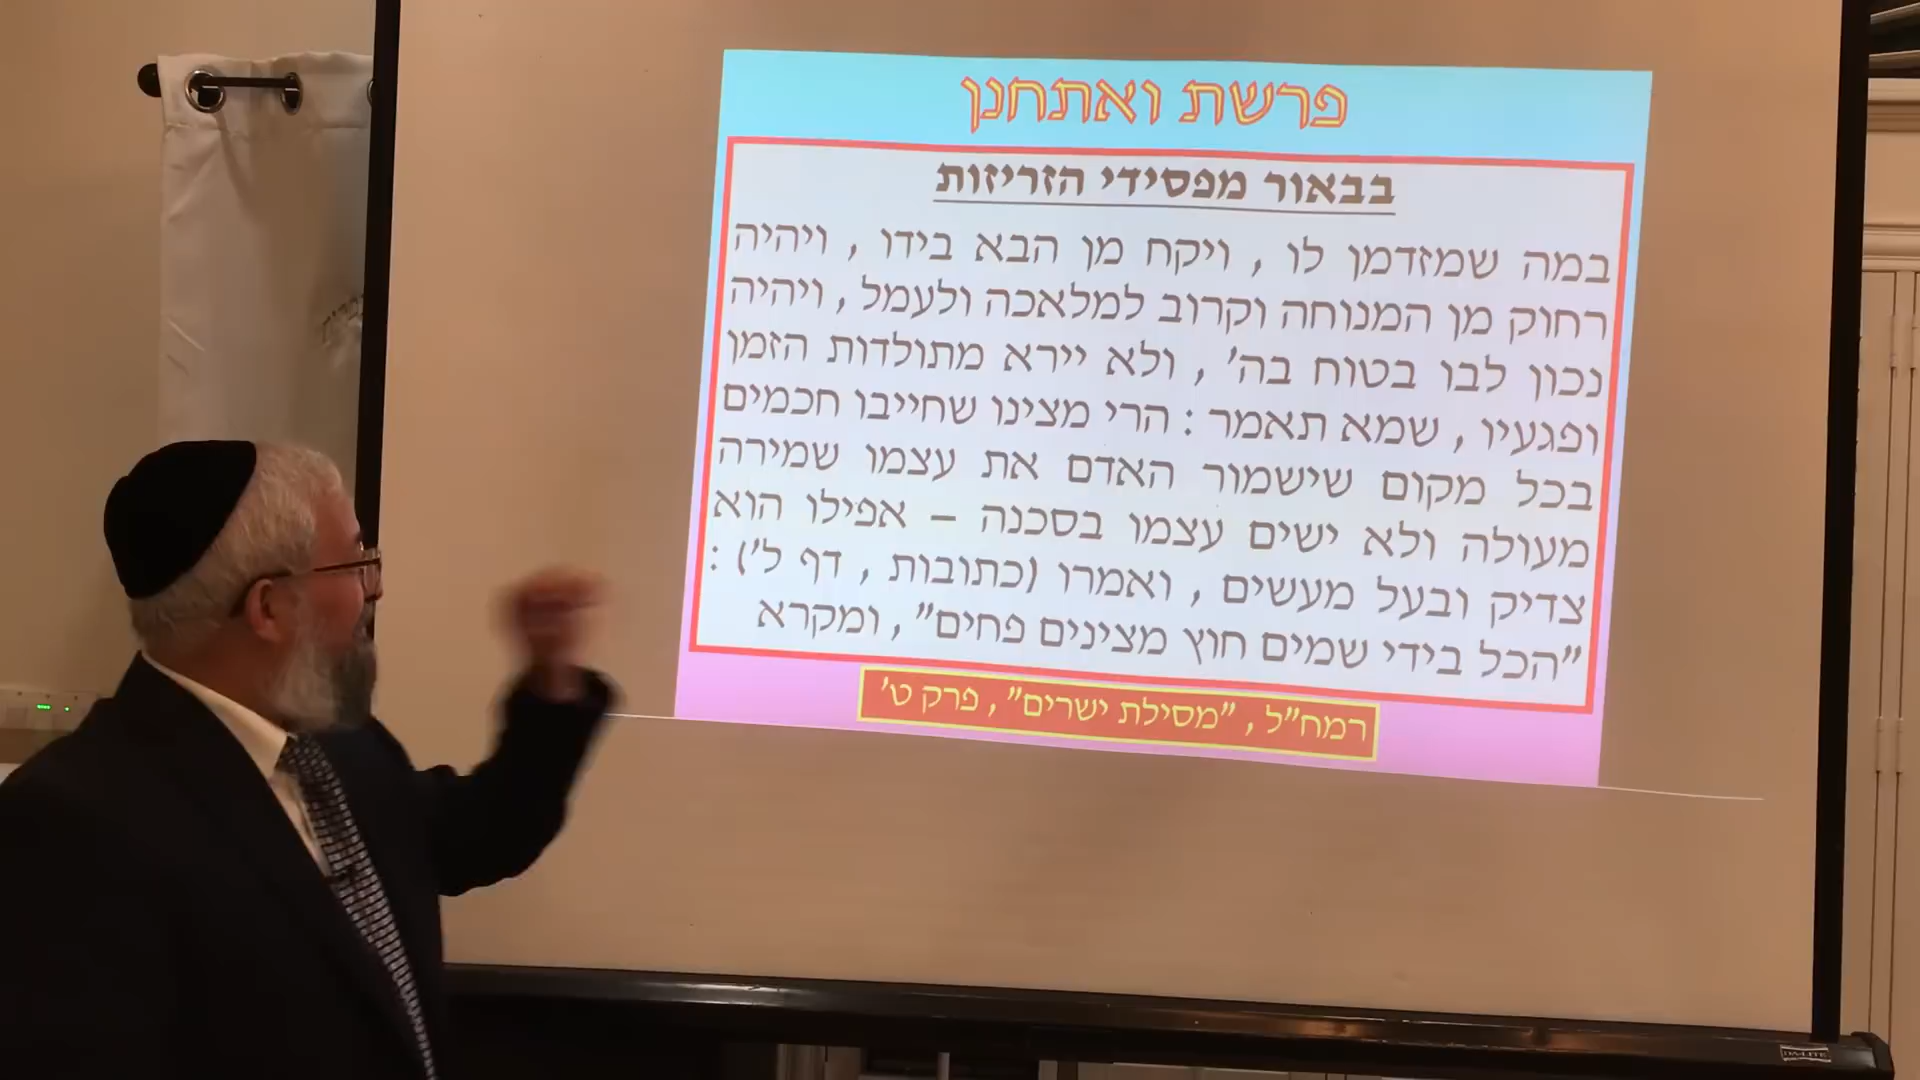 פרשת ואתחנן
בבאור מפסידי הזריזות
במה שמזדמן לו , ויקח מן הבא בידו , ויהיה
רחוק מן המנוחה וקרוב למלאכה ולעמל , ויהיה
נכון לבו בטוח בה' , ולא יירא מתולדות הזמן
ופגעיו , שמא תאמר : הרי מצינו שחייבו חכמים
בכל מקום שישמור האדם את עצמו שמירה
מעולה ולא ישים עצמו בסכנה – אפילו הוא
צדיק ובעל מעשים , ואמרו (כתובות , דף ל') :
"הכל בידי שמים חוץ מצינים פחים" , ומקרא
רמח"ל , "מסילת ישרים" , פרק ט'
DA-LITE